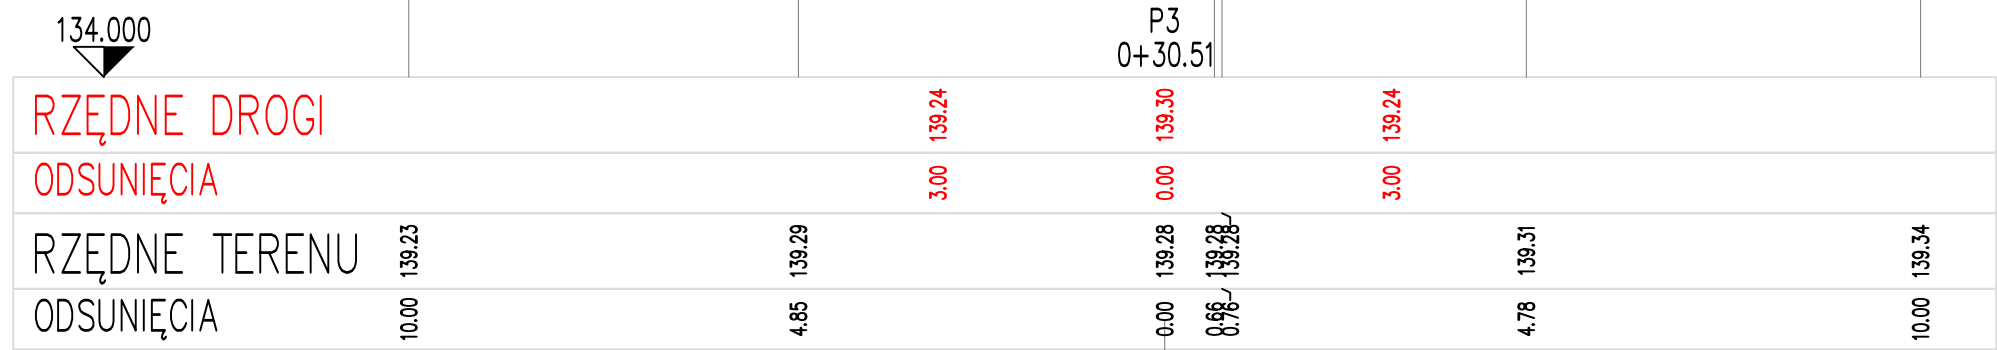 134.000
P3
0+30.51
RZĘDNE DROGI 139.24 139.30 139.24
ODSUNIĘCIA 3.00 0.00 3.00
RZĘDNE TERENU 139.23 139.29 139.28 139.28 139.28 139.31 139.34
ODSUNIĘCIA 10.00 4.85 0.00 0.66 0.76 4.78 10.00